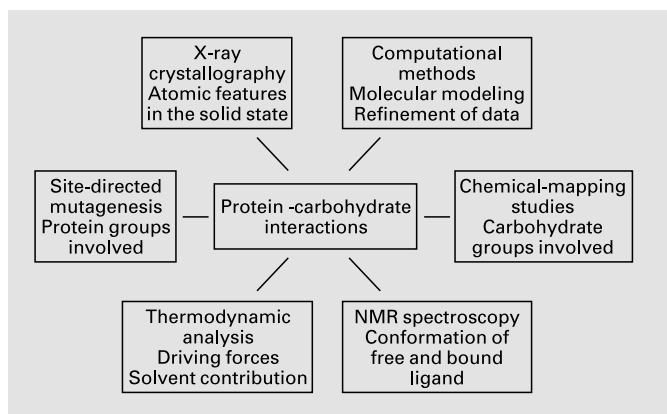 X-ray
crystallography
Atomic features
in the solid state
Computational
methods
Molecular modeling
Refinement of data
Site-directed
mutagenesis
Protein groups
involved
Protein -carbohydrate
interactions
Chemical-mapping
studies
Carbohydrate
groups involved
Thermodynamic
analysis
Driving forces
Solvent contribution
NMR spectroscopy
Conformation of
free and bound
ligand